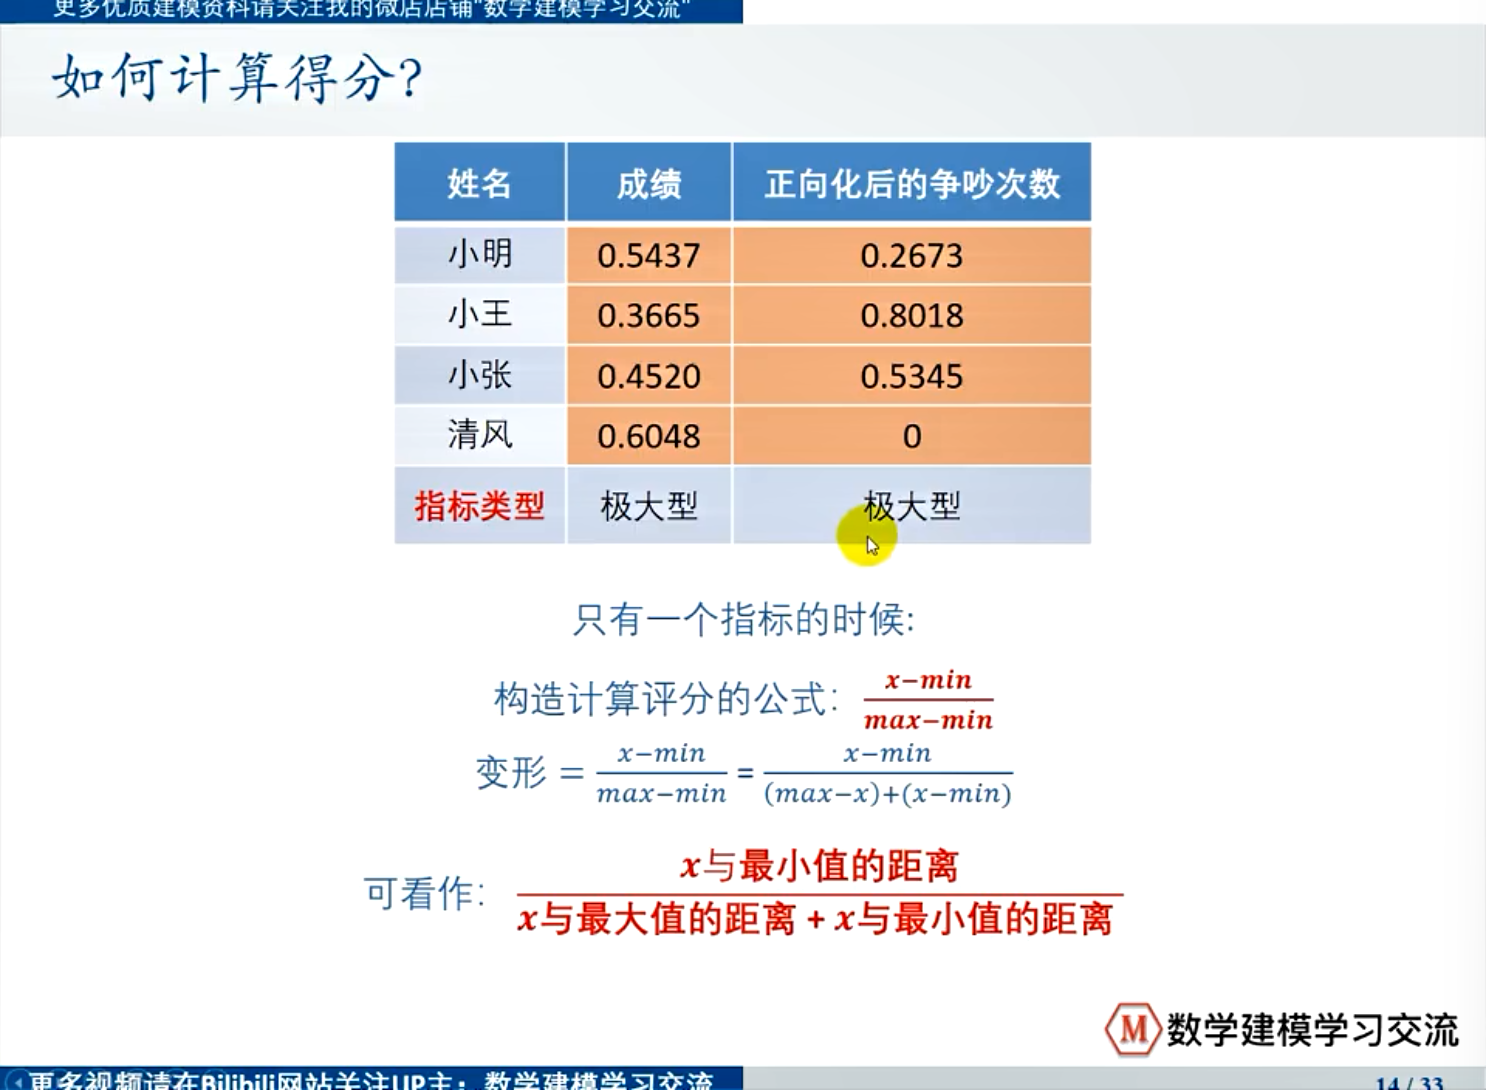 更多优质建模资料请关注我的微店店铺"数学建模学习交流"
如何计算得分?
姓名 成绩 正向化后的争吵次数
小明 0.5437 0.2673
小王 0.3665 0.8018
小张 0.4520 0.5345
清风 0.6048 0
指标类型 极大型 极大型
只有一个指标的时候:
构造计算评分的公式: x−min / max−min
变形 = x−min / max−min = x−min / (max−x)+(x−min)
可看作: x与最小值的距离 / x与最大值的距离 + x与最小值的距离
M 数学建模学习交流
更多视频请在Bilibili网站关注UP主:数学建模学习交流
14 / 33